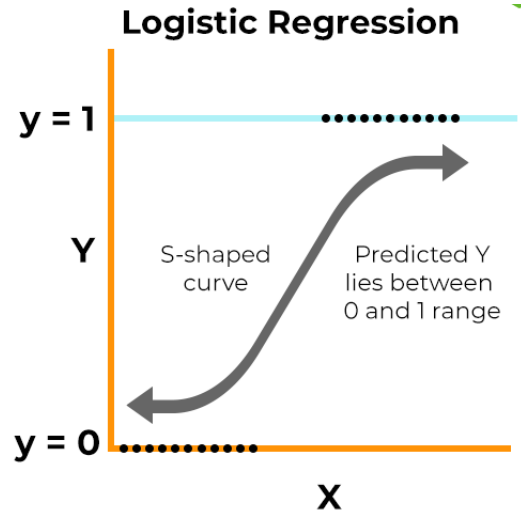 Logistic Regression
y = 1
Y
S-shaped
curve
Predicted Y
lies between
0 and 1 range
y = 0
X